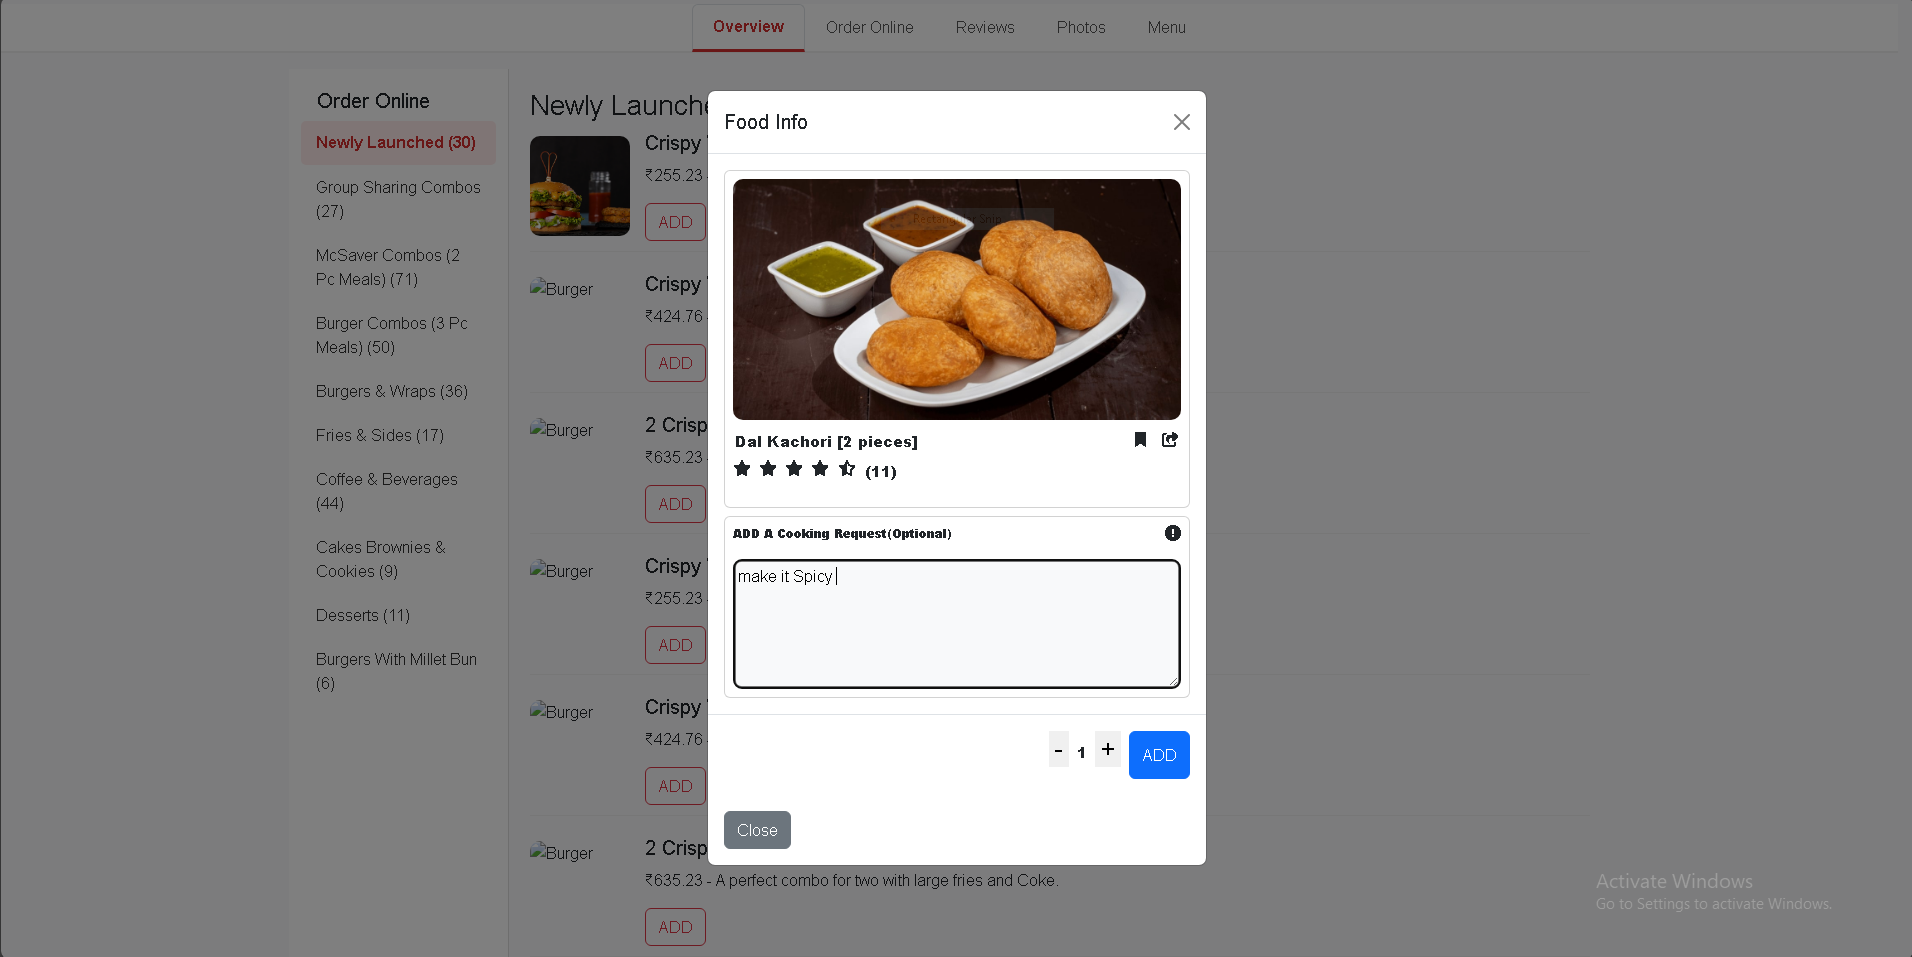 Overview
Order Online
Reviews
Photos
Menu
Order Online
Newly Launched (30)
Group Sharing Combos
(27)
McSaver Combos (2
Pc Meals) (71)
Burger Combos (3 Pc
Meals) (50)
Burgers & Wraps (36)
Fries & Sides (17)
Coffee & Beverages
(44)
Cakes Brownies &
Cookies (9)
Desserts (11)
Burgers With Millet Bun
(6)
Newly Launche
Crispy
₹255.23
ADD
Burger
Crispy
₹424.76
ADD
Burger
2 Crisp
₹635.23
ADD
Burger
Crispy
₹255.23
ADD
Burger
Crispy
₹424.76
ADD
Burger
2 Crisp
₹635.23 - A perfect combo for two with large fries and Coke.
ADD
Food Info
Rectangular Snip
Dal Kachori [2 pieces]
(11)
ADD A Cooking Request(Optional)
make it Spicy
- 1 +
ADD
Close
Activate Windows
Go to Settings to activate Windows.